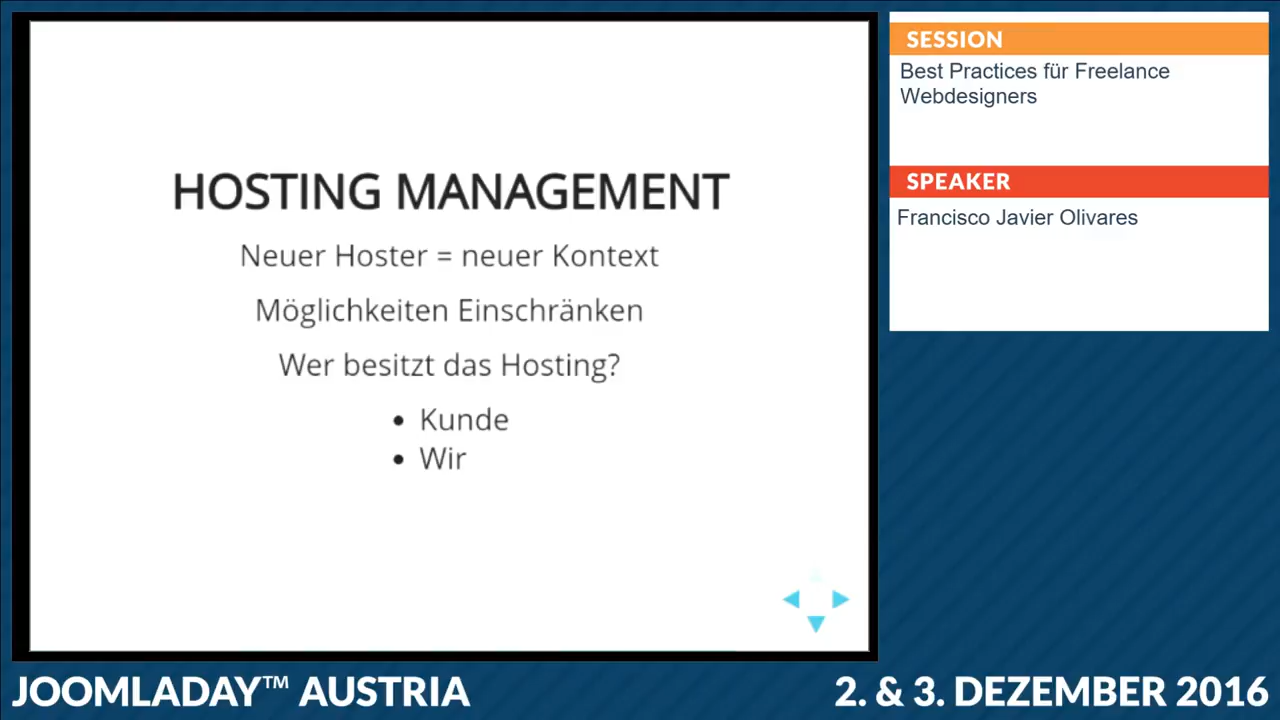 HOSTING MANAGEMENT
Neuer Hoster = neuer Kontext
Möglichkeiten Einschränken
Wer besitzt das Hosting?
• Kunde
• Wir
SESSION
Best Practices für Freelance
Webdesigners
SPEAKER
Francisco Javier Olivares
JOOMLADAY™ AUSTRIA
2. & 3. DEZEMBER 2016